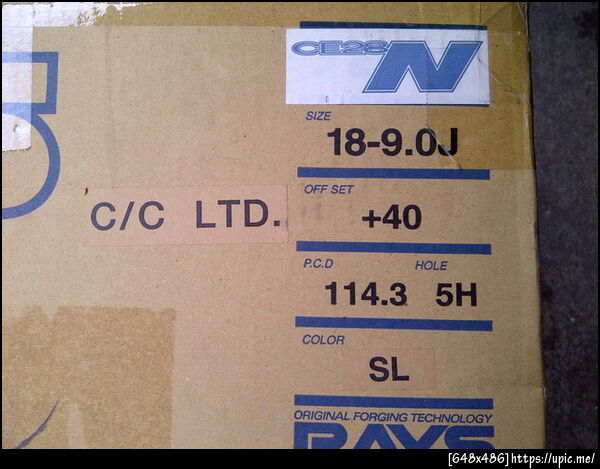 CE28N
SIZE
18-9.0J
OFF SET
+40
C/C LTD.
P.C.D HOLE
114.3 5H
COLOR
SL
ORIGINAL FORGING TECHNOLOGY
RAYS
[648x486]https://upic.me/